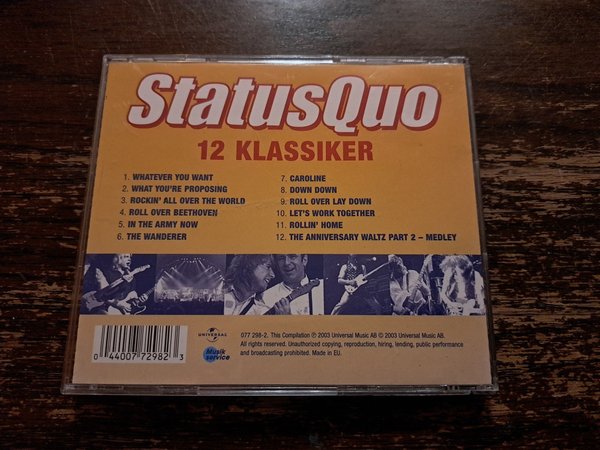 StatusQuo
12 KLASSIKER
1. WHATEVER YOU WANT
2. WHAT YOU'RE PROPOSING
3. ROCKIN' ALL OVER THE WORLD
4. ROLL OVER BEETHOVEN
5. IN THE ARMY NOW
6. THE WANDERER
7. CAROLINE
8. DOWN DOWN
9. ROLL OVER LAY DOWN
10. LET'S WORK TOGETHER
11. ROLLIN' HOME
12. THE ANNIVERSARY WALTZ PART 2 – MEDLEY
0 44007 72982 3
UNIVERSAL
Musik
service
077 298-2. This Compilation ℗ 2003 Universal Music AB © 2003 Universal Music AB.
All rights reserved. Unauthorized copying, reproduction, hiring, lending, public performance
and broadcasting prohibited. Made in EU.